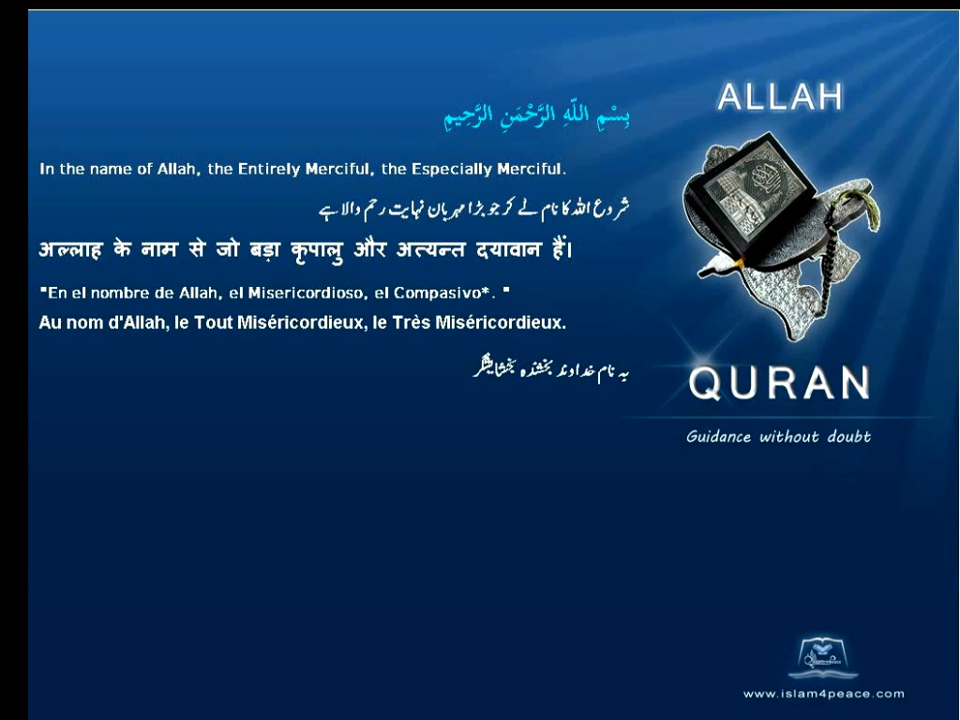 بِسْمِ اللّهِ الرَّحْمَنِ الرَّحِيمِ
In the name of Allah, the Entirely Merciful, the Especially Merciful.
شروع الله کا نام لے کر جو بڑا مہربان نہایت رحم والا ہے
अल्लाह के नाम से जो बड़ा कृपालु और अत्यन्त दयावान हैं।
"En el nombre de Allah, el Misericordioso, el Compasivo*. "
Au nom d'Allah, le Tout Miséricordieux, le Très Miséricordieux.
به نام خداوند بخشنده بخشایشگر
ALLAH
QURAN
Guidance without doubt
www.islam4peace.com